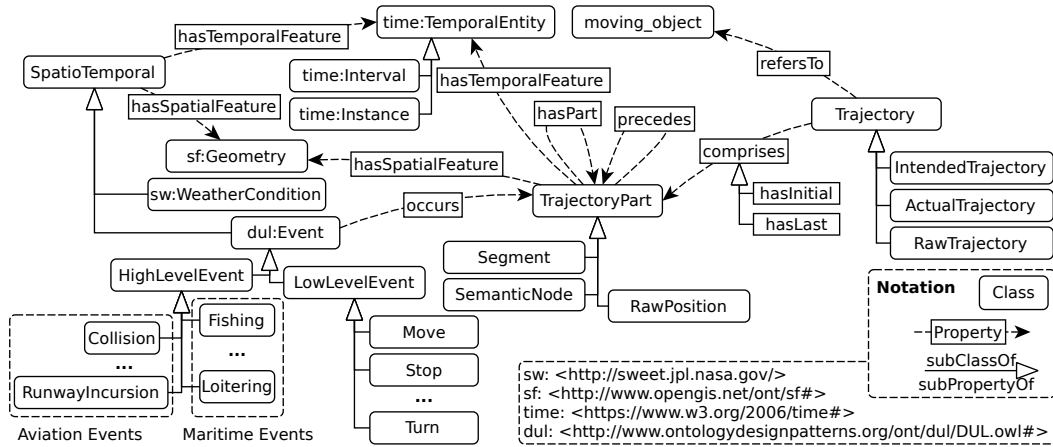 time:TemporalEntity
moving_object
hasTemporalFeature
SpatioTemporal
time:Interval
refersTo
hasTemporalFeature
hasSpatialFeature
time:Instance
hasPart
precedes
Trajectory
sf:Geometry
hasSpatialFeature
comprises
IntendedTrajectory
sw:WeatherCondition
occurs
TrajectoryPart
hasInitial
ActualTrajectory
dul:Event
hasLast
RawTrajectory
HighLevelEvent
LowLevelEvent
Segment
SemanticNode
RawPosition
Notation
Class
Property
subClassOf
subPropertyOf
Collision
...
RunwayIncursion
Aviation Events
Fishing
...
Loitering
Maritime Events
Move
Stop
...
Turn
sw: <http://sweet.jpl.nasa.gov/>
sf: <http://www.opengis.net/ont/sf#>
time: <https://www.w3.org/2006/time#>
dul: <http://www.ontologydesignpatterns.org/ont/dul/DUL.owl#>